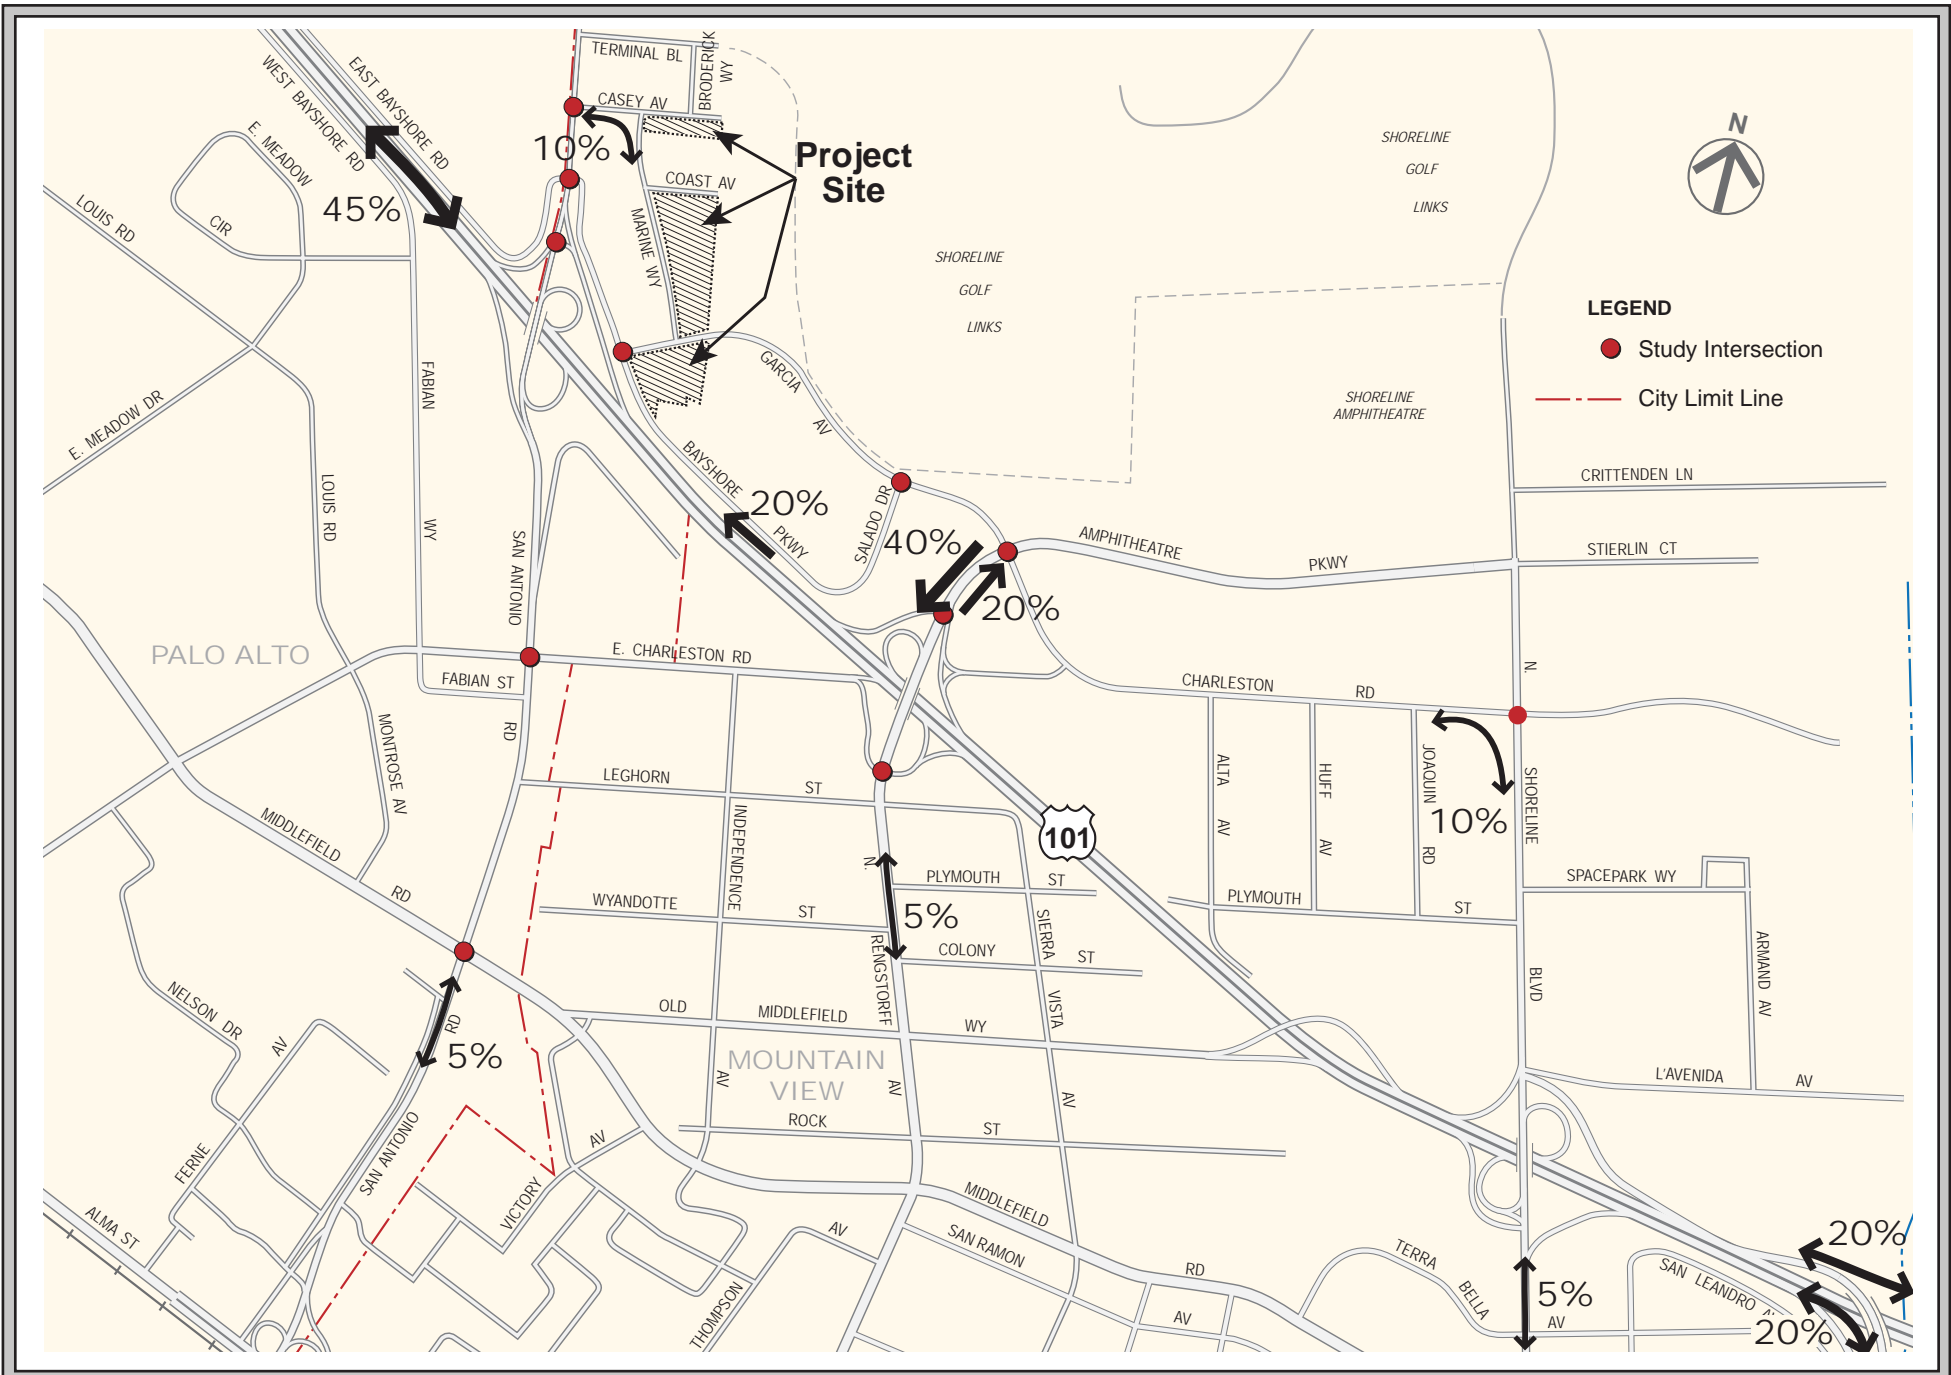 TERMINAL BL
BRODERICK
WY
EAST BAYSHORE RD
WEST BAYSHORE RD
CASEY AV
10%
Project
Site
COAST AV
MARINE WY
E. MEADOW
CIR
45%
LOUIS RD
SHORELINE
GOLF
LINKS
N
SHORELINE
GOLF
LINKS
LEGEND
Study Intersection
City Limit Line
GARCIA
AV
FABIAN
WY
E. MEADOW DR
LOUIS RD
SHORELINE
AMPHITHEATRE
BAYSHORE
PKWY
20%
SALADO DR
40%
20%
AMPHITHEATRE
PKWY
CRITTENDEN LN
STIERLIN CT
SAN ANTONIO
RD
PALO ALTO
E. CHARLESTON RD
FABIAN ST
CHARLESTON
RD
N.
SHORELINE
BLVD
MONTROSE AV
LEGHORN
ST
ALTA
AV
HUFF
AV
JOAQUIN
RD
10%
101
MIDDLEFIELD
RD
INDEPENDENCE
AV
N.
RENGSTORFF
AV
PLYMOUTH
ST
5%
WYANDOTTE
ST
COLONY
ST
SIERRA
VISTA
AV
PLYMOUTH
ST
SPACEPARK WY
ARMAND AV
NELSON DR
RD
5%
OLD
MIDDLEFIELD
WY
MOUNTAIN
VIEW
L'AVENIDA
AV
AV
FERNE
SAN ANTONIO
ROCK
ST
AV
VICTORY
ALMA ST
MIDDLEFIELD
RD
AV
THOMPSON
SAN RAMON
AV
TERRA
BELLA
AV
5%
SAN LEANDRO
20%
20%